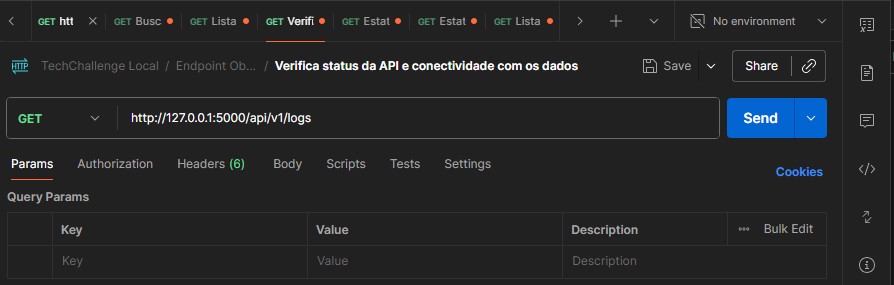 GET htt GET Busc GET Lista GET Verifi GET Estat GET Estat GET Lista No environment
HTTP TechChallenge Local / Endpoint Ob... / Verifica status da API e conectividade com os dados Save Share
GET http://127.0.0.1:5000/api/v1/logs Send
Params Authorization Headers (6) Body Scripts Tests Settings Cookies
Query Params
Key Value Description Bulk Edit
Key Value Description